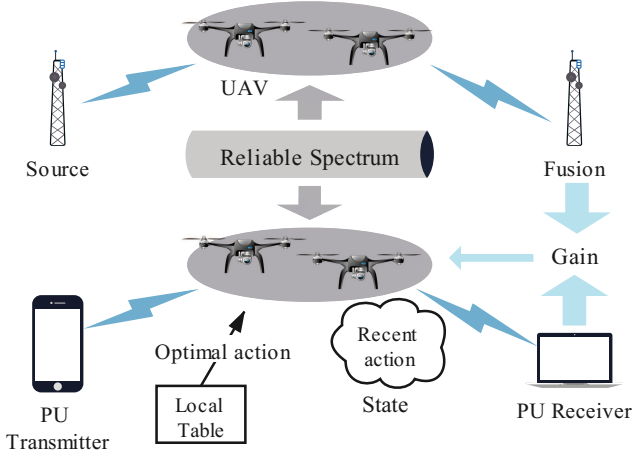 UAV
Source
Reliable Spectrum
Fusion
Gain
Optimal action
Recent
action
Local
Table
State
PU
Transmitter
PU Receiver